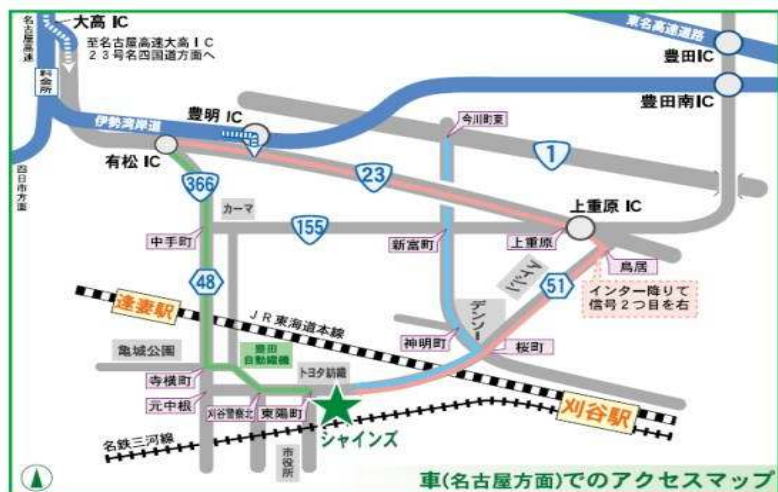 大高 IC
名古屋高速
至名古屋高速大高IC
23号名四国道方面へ
料金所
東名高速道路
豊田IC
豊明 IC
伊勢湾岸道
豊田南IC
今川町東
有松 IC
四日市方面
1
366
23
カーマ
上重原 IC
155
中手町
新富町
上重原
鳥居
アイシン
48
51
インター降りて
信号2つ目を右
逢妻駅
JR東海道本線
デンソー
神明町
桜町
亀城公園
豊田
自動織機
トヨタ紡織
寺横町
元中根
刈谷警察北
東陽町
刈谷駅
シャインズ
名鉄三河線
市役所
車(名古屋方面)でのアクセスマップ